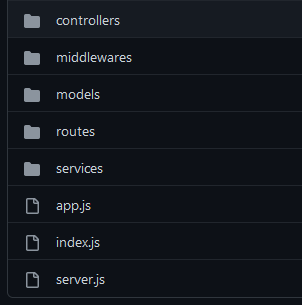 controllers
middlewares
models
routes
services
app.js
index.js
server.js